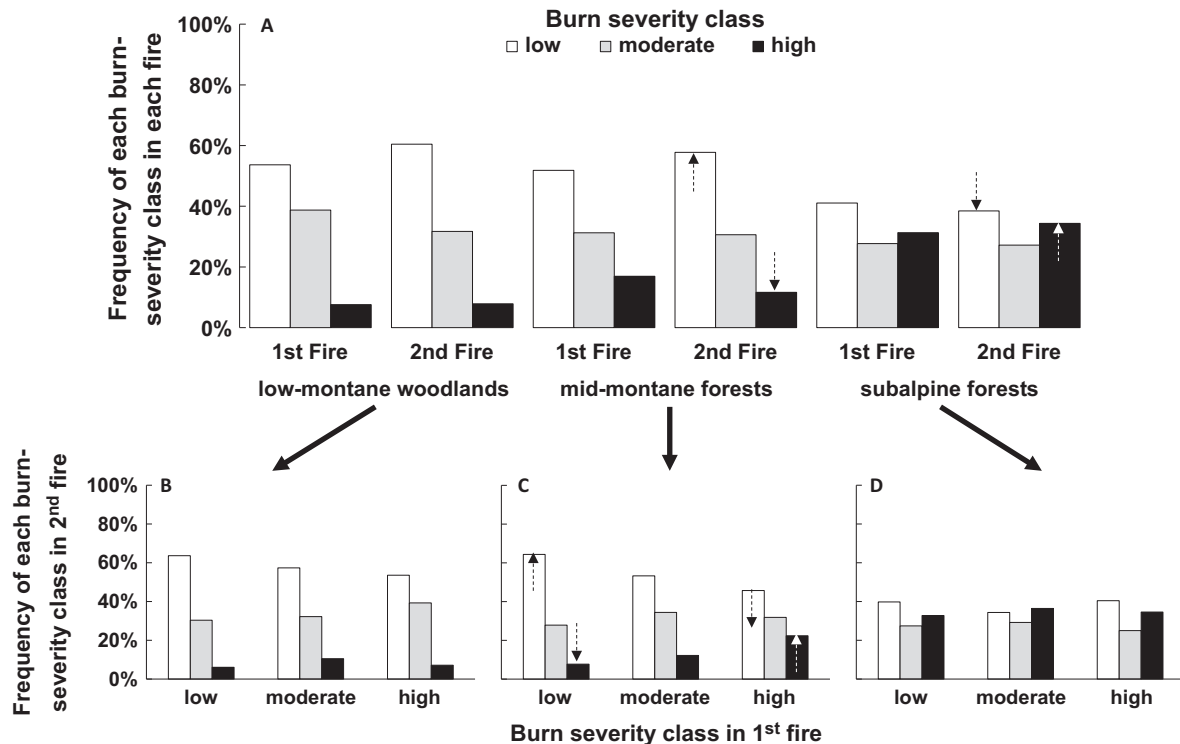 Frequency of each burn-
severity class in each fire
100%
80%
60%
40%
20%
0%
A
Burn severity class
low moderate high
1st Fire 2nd Fire 1st Fire 2nd Fire 1st Fire 2nd Fire
low-montane woodlands mid-montane forests subalpine forests
Frequency of each burn-
severity class in 2nd fire
100%
80%
60%
40%
20%
0%
B
low moderate high
C
low moderate high
D
low moderate high
Burn severity class in 1st fire